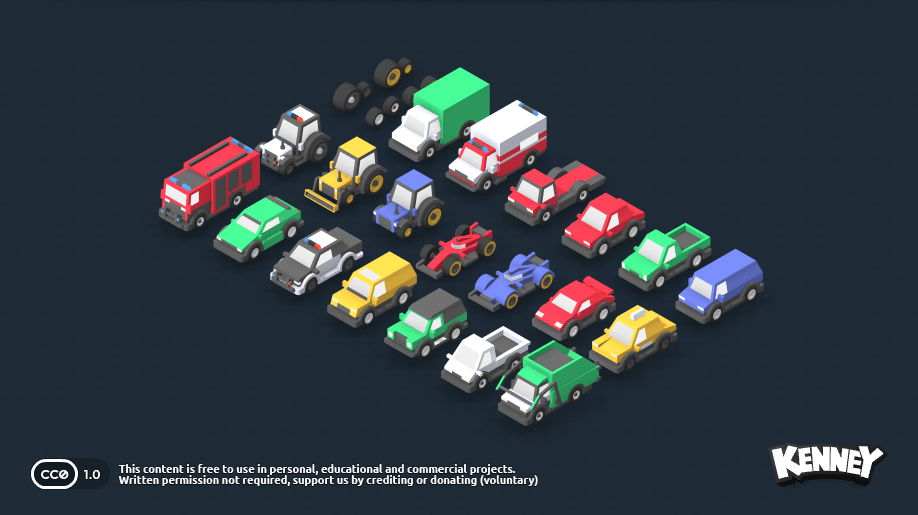 CC0 1.0
This content is free to use in personal, educational and commercial projects.
Written permission not required, support us by crediting or donating (voluntary)
KENNEY